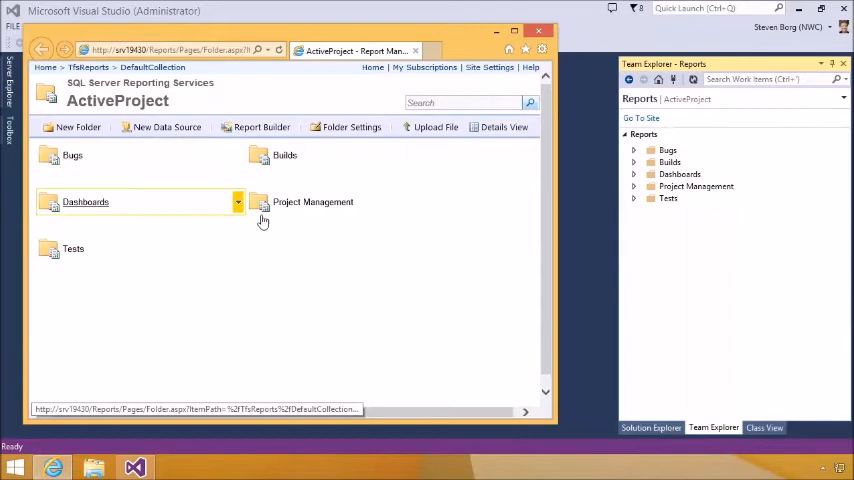 Microsoft Visual Studio (Administrator)
8
Quick Launch (Ctrl+Q)
FILE
Steven Borg (NWC)
http://srv19430/Reports/Pages/Folder.aspx?I
ActiveProject - Report Man...
Home > TfsReports > DefaultCollection
Home | My Subscriptions | Site Settings | Help
SQL Server Reporting Services
ActiveProject
Search
New Folder
New Data Source
Report Builder
Folder Settings
Upload File
Details View
Bugs
Builds
Dashboards
Project Management
Tests
http://srv19430/Reports/Pages/Folder.aspx?ItemPath=%2fTfsReports%2fDefaultCollection...
Server Explorer
Toolbox
Team Explorer - Reports
Search Work Items (Ctrl+')
Reports | ActiveProject
Go To Site
Reports
Bugs
Builds
Dashboards
Project Management
Tests
Solution Explorer
Team Explorer
Class View
Ready